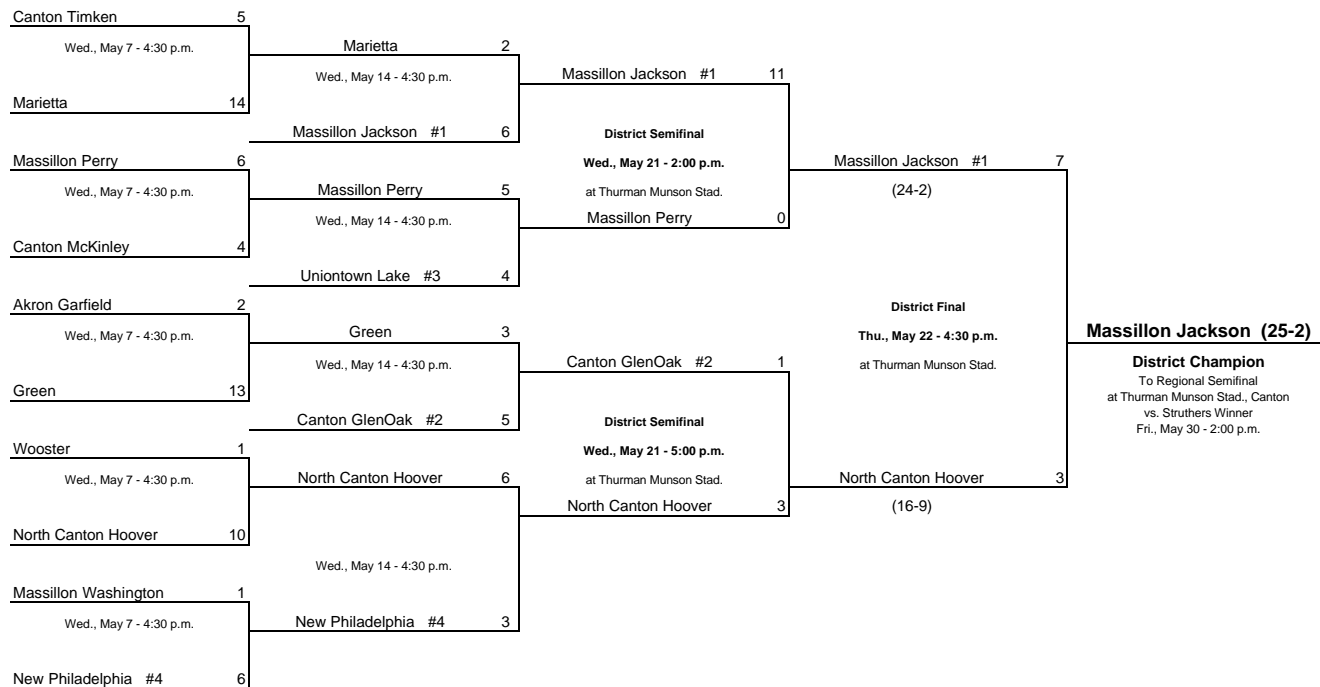 Canton Timken 5
Wed., May 7 - 4:30 p.m.
Marietta 14
Massillon Perry 6
Wed., May 7 - 4:30 p.m.
Canton McKinley 4
Akron Garfield 2
Wed., May 7 - 4:30 p.m.
Green 13
Wooster 1
Wed., May 7 - 4:30 p.m.
North Canton Hoover 10
Massillon Washington 1
Wed., May 7 - 4:30 p.m.
New Philadelphia #4 6
Marietta 2
Wed., May 14 - 4:30 p.m.
Massillon Jackson #1 6
Massillon Perry 5
Wed., May 14 - 4:30 p.m.
Uniontown Lake #3 4
Green 3
Wed., May 14 - 4:30 p.m.
Canton GlenOak #2 5
North Canton Hoover 6
Wed., May 14 - 4:30 p.m.
New Philadelphia #4 3
Massillon Jackson #1 11
District Semifinal
Wed., May 21 - 2:00 p.m.
at Thurman Munson Stad.
Massillon Perry 0
Canton GlenOak #2 1
District Semifinal
Wed., May 21 - 5:00 p.m.
at Thurman Munson Stad.
North Canton Hoover 3
Massillon Jackson #1 7
(24-2)
District Final
Thu., May 22 - 4:30 p.m.
at Thurman Munson Stad.
North Canton Hoover 3
(16-9)
Massillon Jackson (25-2)
District Champion
To Regional Semifinal
at Thurman Munson Stad., Canton
vs. Struthers Winner
Fri., May 30 - 2:00 p.m.